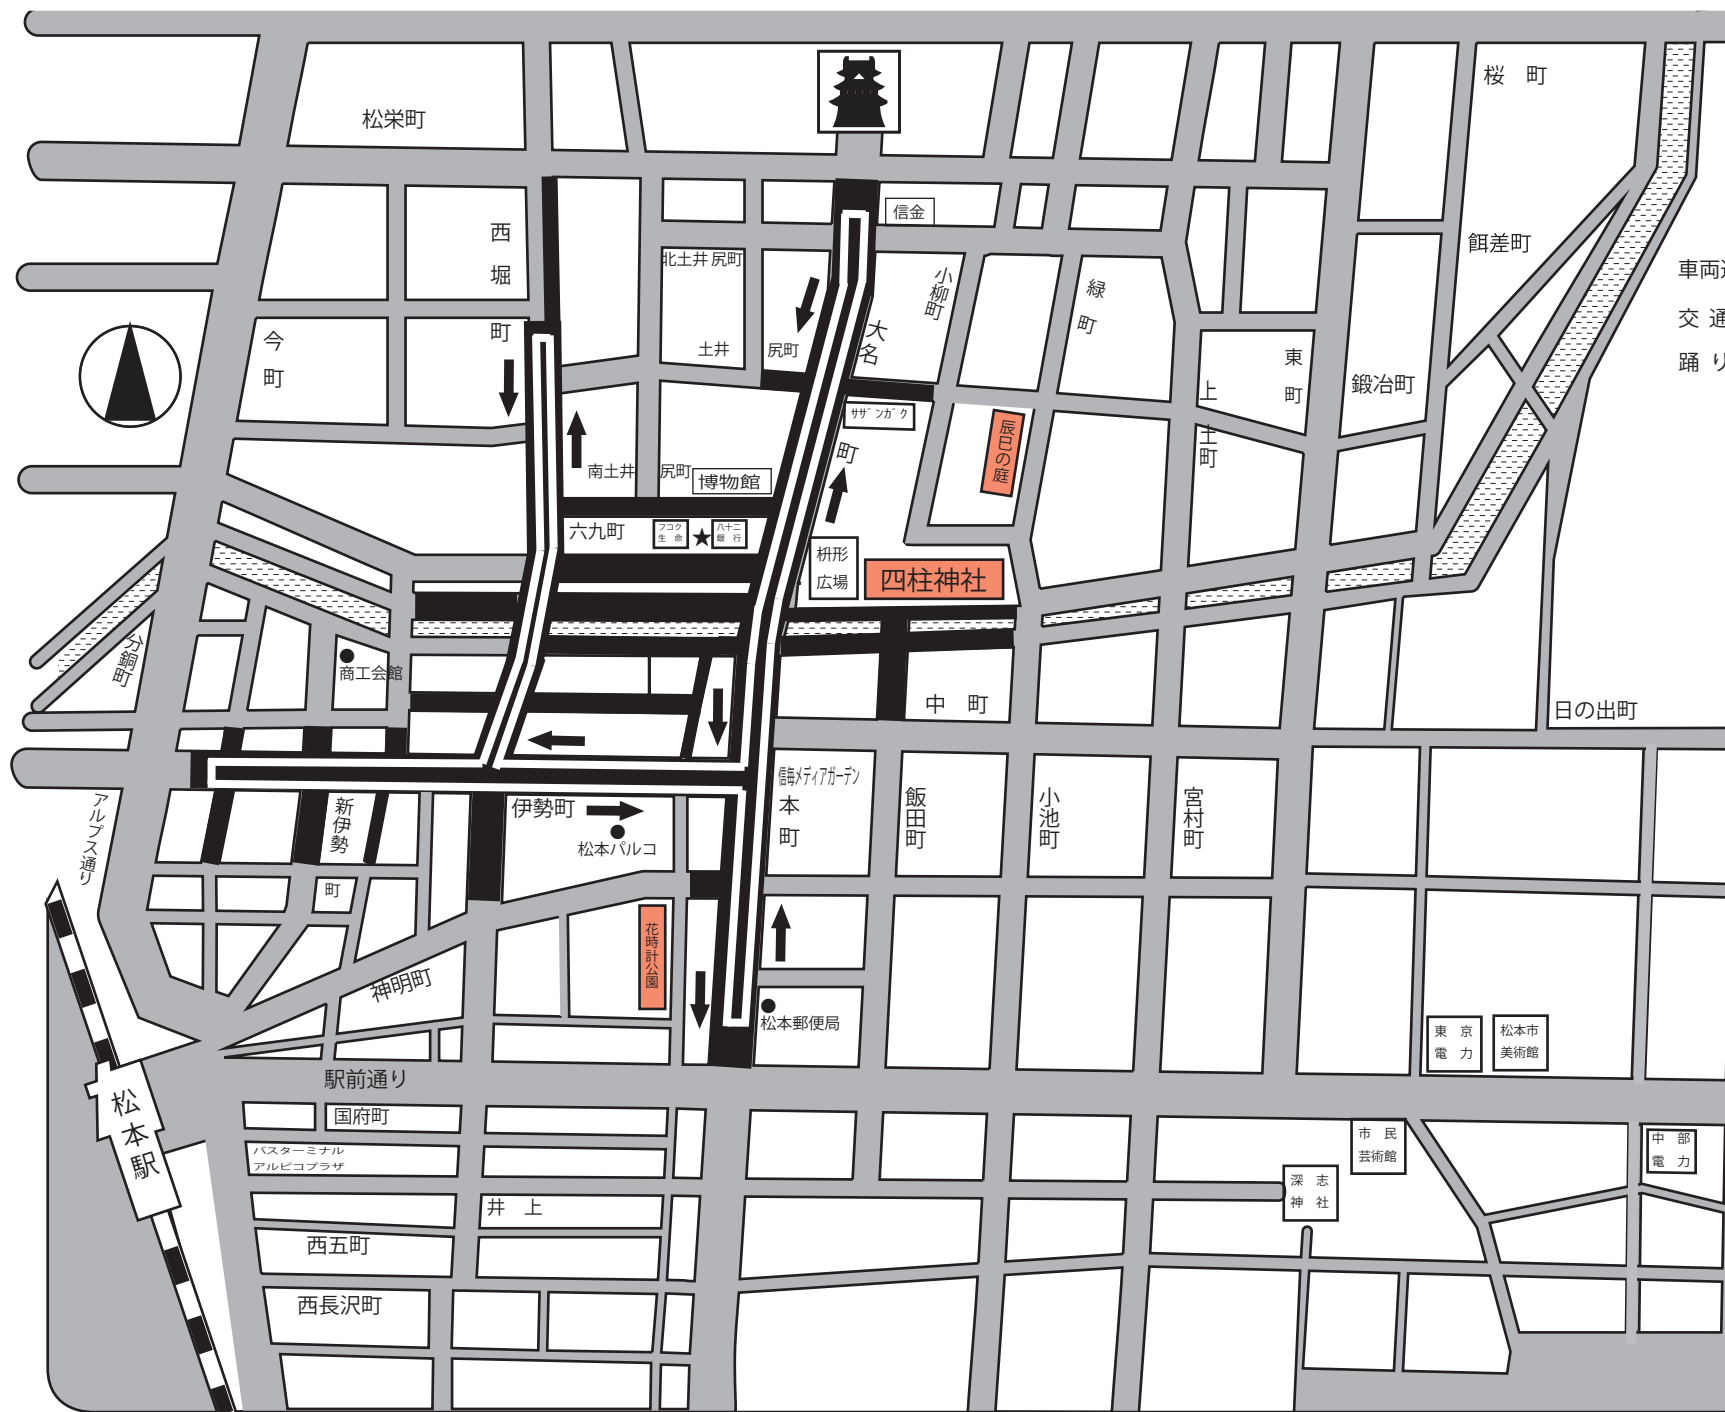 松栄町
桜　町
信金
西堀町
北土井尻町
小柳町
緑町
餌差町
車両
交 通
踊 り
今町
土井
尻町
大名
東町
鍛冶町
上土町
ｻｻﾞﾝｶﾞｸ
辰巳の庭
町
南土井
尻町
博物館
六九町
フコク
生　命
★
八十二
銀　行
枡形
広場
四柱神社
分銅町
商工会館
中　町
日の出町
信毎メディアガーデン
本
町
飯田町
小池町
宮村町
アルプス通り
新伊勢
町
伊勢町
松本パルコ
花時計公園
神明町
松本郵便局
東　京
電　力
松本市
美術館
駅前通り
松本駅
国府町
バスターミナル
アルピコプラザ
市　民
芸術館
中　部
電　力
深　志
神　社
井　上
西五町
西長沢町